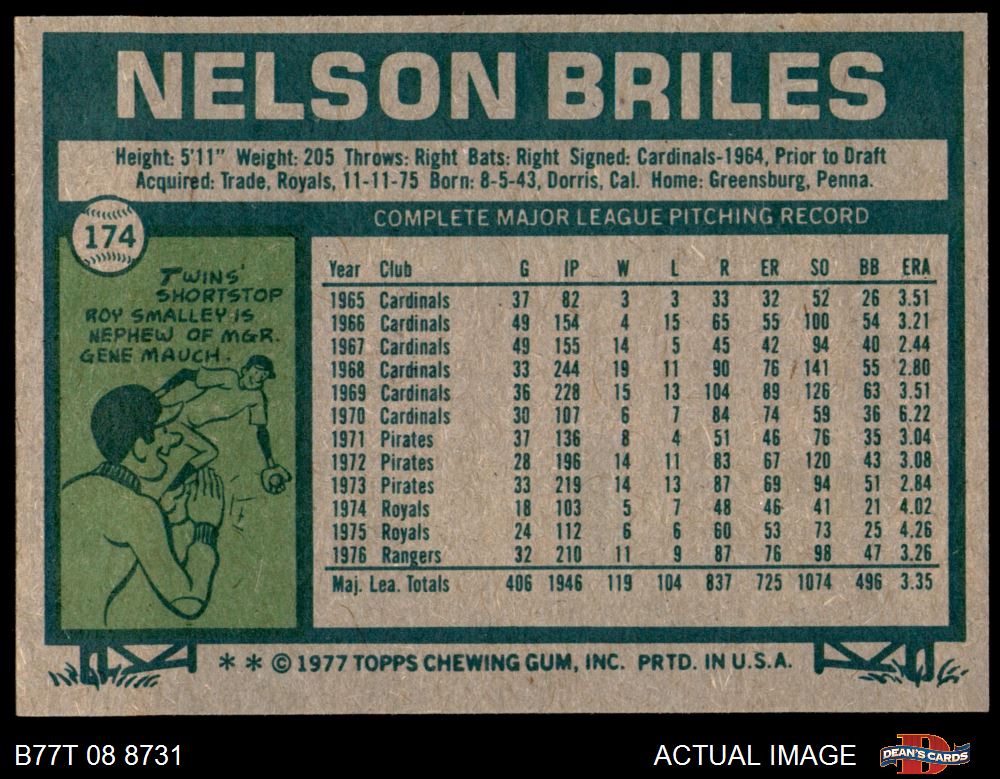 NELSON BRILES
Height: 5'11" Weight: 205 Throws: Right Bats: Right Signed: Cardinals-1964, Prior to Draft
Acquired: Trade, Royals, 11-11-75 Born: 8-5-43, Dorris, Cal. Home: Greensburg, Penna.
174
COMPLETE MAJOR LEAGUE PITCHING RECORD
TWINS'
SHORTSTOP
ROY SMALLEY IS
NEPHEW OF MGR.
GENE MAUCH.
Year Club G IP W L R ER SO BB ERA
1965 Cardinals 37 82 3 3 33 32 52 26 3.51
1966 Cardinals 49 154 4 15 65 55 100 54 3.21
1967 Cardinals 49 155 14 5 45 42 94 40 2.44
1968 Cardinals 33 244 19 11 90 76 141 55 2.80
1969 Cardinals 36 228 15 13 104 89 126 63 3.51
1970 Cardinals 30 107 6 7 84 74 59 36 6.22
1971 Pirates 37 136 8 4 51 46 76 35 3.04
1972 Pirates 28 196 14 11 83 67 120 43 3.08
1973 Pirates 33 219 14 13 87 69 94 51 2.84
1974 Royals 18 103 5 7 48 46 41 21 4.02
1975 Royals 24 112 6 6 60 53 73 25 4.26
1976 Rangers 32 210 11 9 87 76 98 47 3.26
Maj. Lea. Totals 406 1946 119 104 837 725 1074 496 3.35
* * © 1977 TOPPS CHEWING GUM, INC. PRTD. IN U.S.A.
B77T 08 8731
ACTUAL IMAGE
DEAN'S CARDS